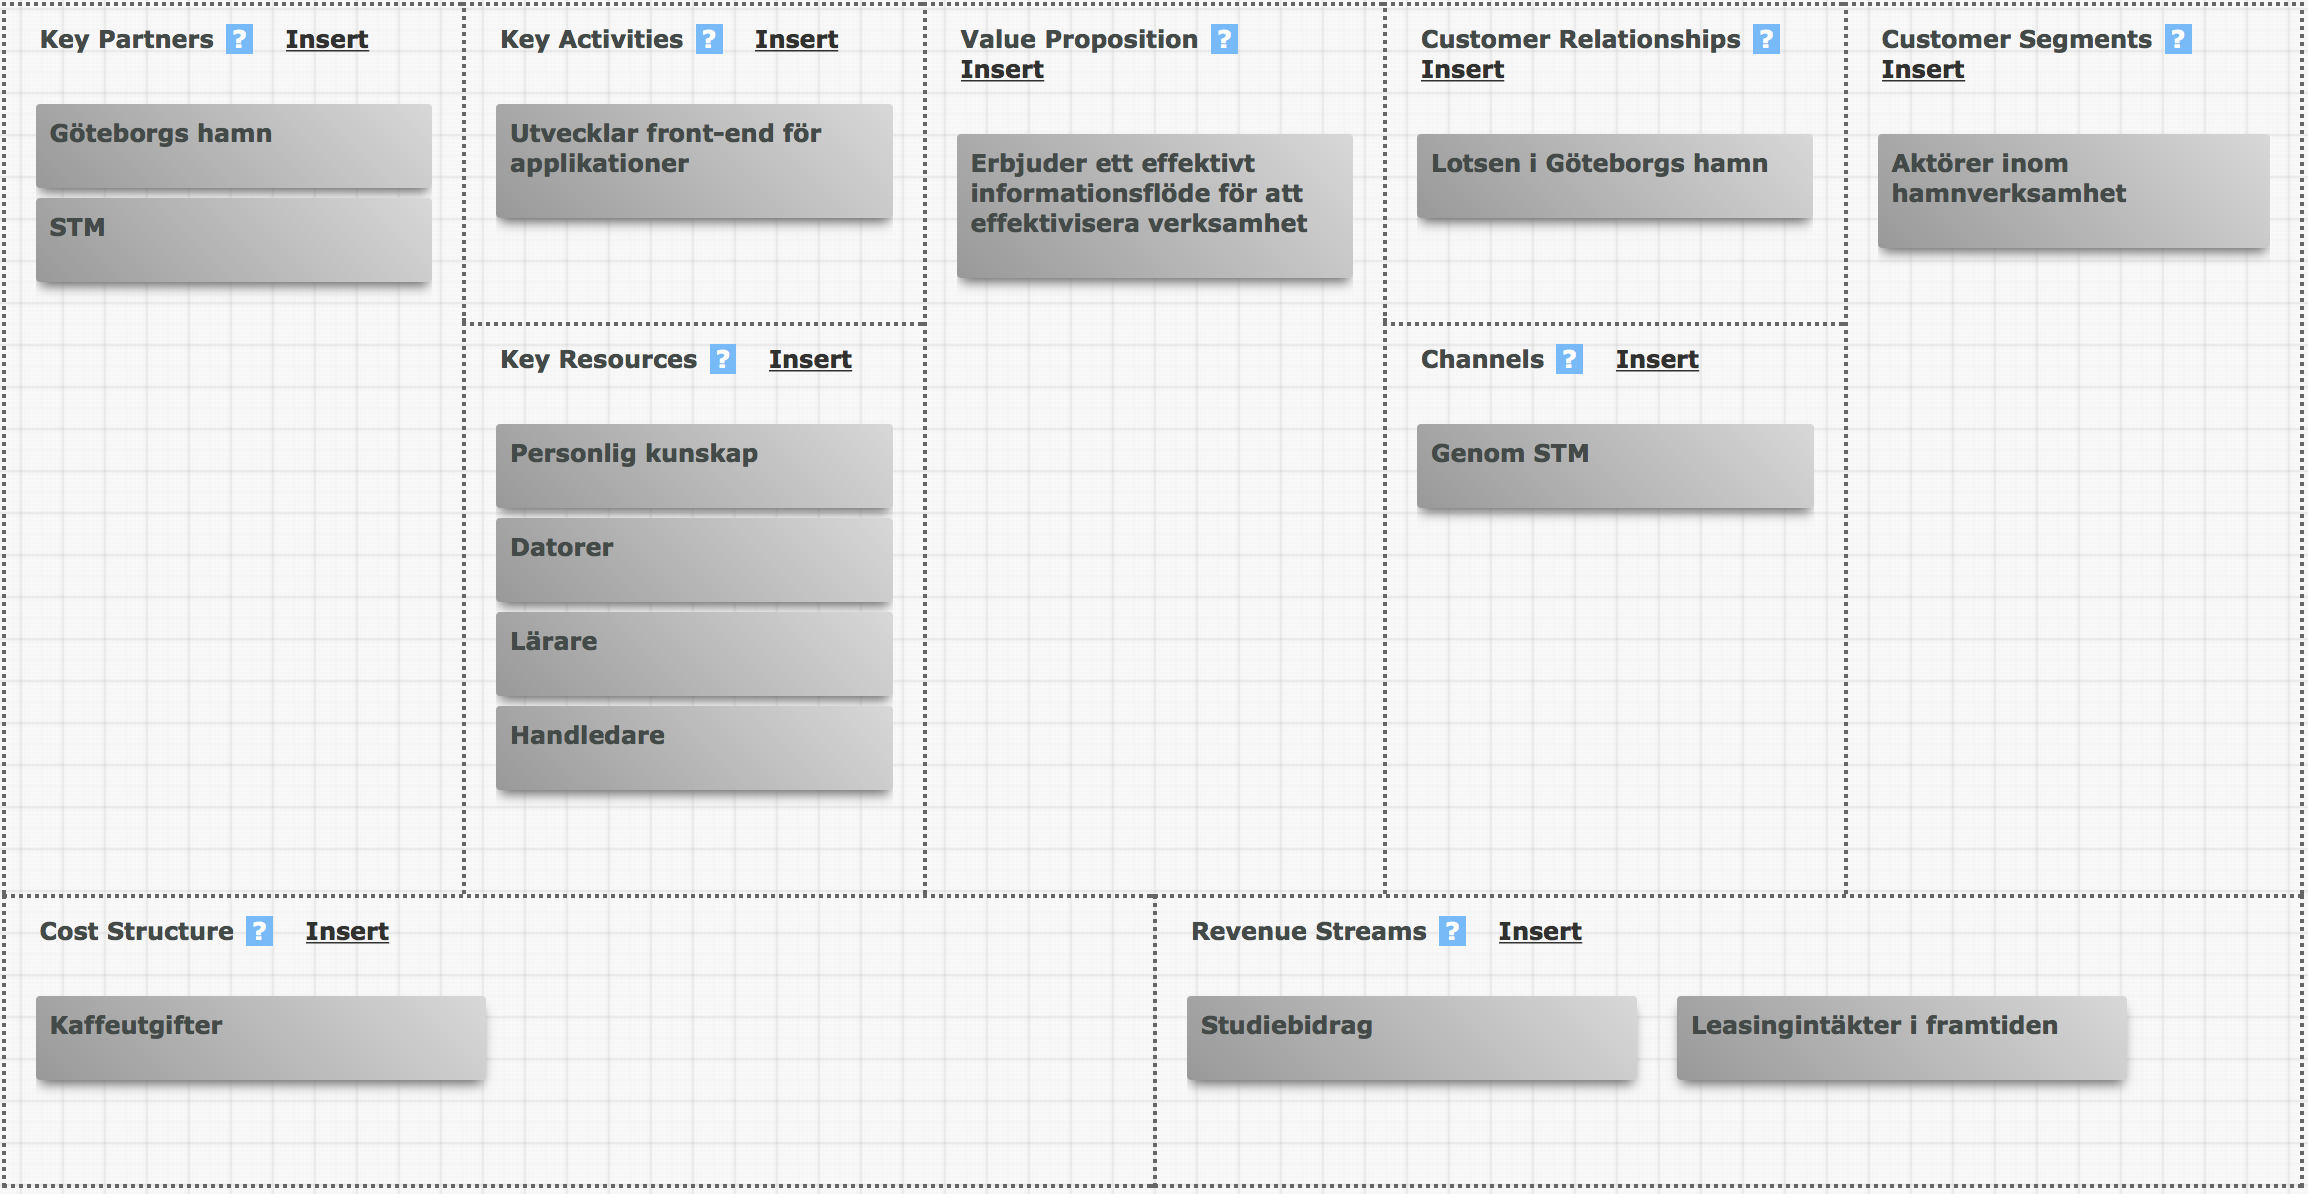 Key Partners ? Insert
Göteborgs hamn
STM
Key Activities ? Insert
Utvecklar front-end för
applikationer
Key Resources ? Insert
Personlig kunskap
Datorer
Lärare
Handledare
Value Proposition ?
Insert
Erbjuder ett effektivt
informationsflöde för att
effektivisera verksamhet
Customer Relationships ?
Insert
Lotsen i Göteborgs hamn
Channels ? Insert
Genom STM
Customer Segments ?
Insert
Aktörer inom
hamnverksamhet
Cost Structure ? Insert
Kaffeutgifter
Revenue Streams ? Insert
Studiebidrag
Leasingintäkter i framtiden